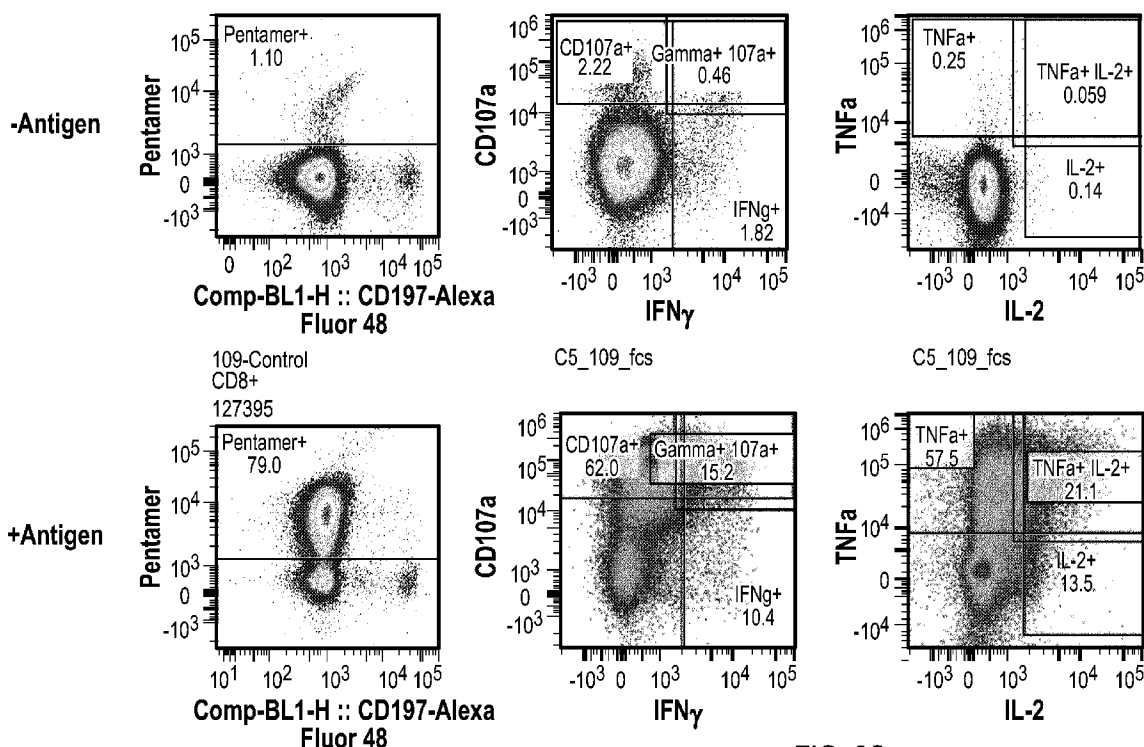 -Antigen
Pentamer
10⁵
10⁴
10³
0
-10³
Pentamer+
1.10
0 10² 10³ 10⁴ 10⁵
Comp-BL1-H :: CD197-Alexa
Fluor 48
CD107a
10⁶
10⁵
10⁴
10³
0
-10³
CD107a+
2.22
Gamma+ 107a+
0.46
IFNg+
1.82
-10³ 0 10³ 10⁴ 10⁵
IFNγ
TNFa
10⁶
10⁵
10⁴
0
-10⁴
TNFa+
0.25
TNFa+ IL-2+
0.059
IL-2+
0.14
-10³ 0 10³ 10⁴ 10⁵
IL-2
109-Control
CD8+
127395
C5_109_fcs
C5_109_fcs
+Antigen
Pentamer
10⁵
10⁴
10³
0
-10³
Pentamer+
79.0
10¹ 10² 10³ 10⁴ 10⁵
Comp-BL1-H :: CD197-Alexa
Fluor 48
CD107a
10⁶
10⁵
10⁴
10³
0
-10³
CD107a+
62.0
Gamma+ 107a+
15.2
IFNg+
10.4
-10³ 0 10³ 10⁴ 10⁵
IFNγ
TNFa
10⁶
10⁵
10⁴
0
-10⁴
TNFa+
57.5
TNFa+ IL-2+
21.1
IL-2+
13.5
-10³ 0 10³ 10⁴ 10⁵
IL-2